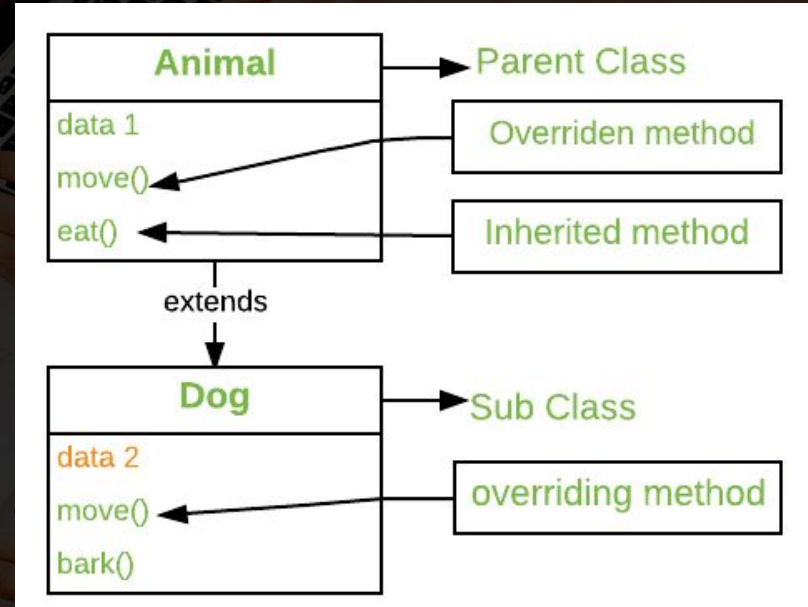 Animal
Parent Class
data 1
Overriden method
move()
eat()
Inherited method
extends
Dog
Sub Class
data 2
move()
overriding method
bark()